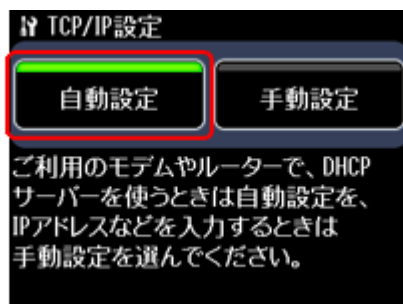 TCP/IP設定
自動設定
手動設定
ご利用のモデムやルーターで、DHCP
サーバーを使うときは自動設定を、
IPアドレスなどを入力するときは
手動設定を選んでください。